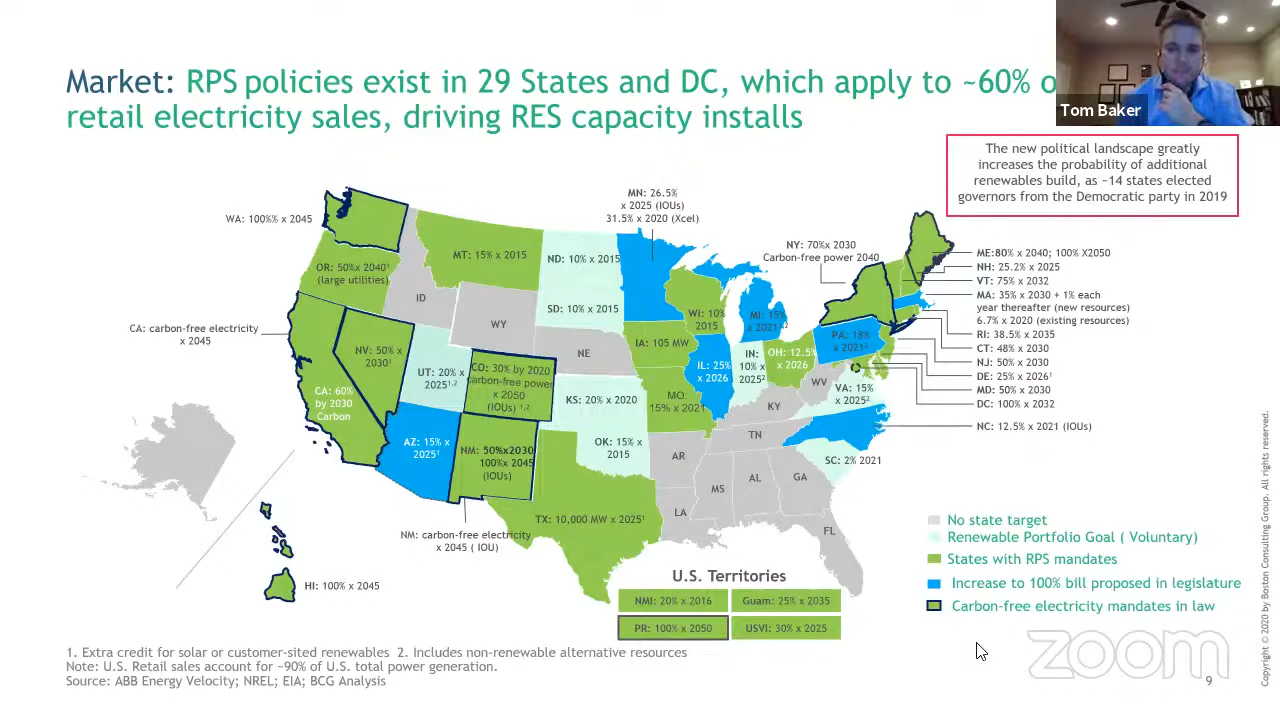 Market: RPS policies exist in 29 States and DC, which apply to ~60% o
retail electricity sales, driving RES capacity installs
Tom Baker
The new political landscape greatly
increases the probability of additional
renewables build, as ~14 states elected
governors from the Democratic party in 2019
MN: 26.5%
x 2025 (IOUs)
31.5% x 2020 (Xcel)
WA: 100%% x 2045
NY: 70%x 2030
Carbon-free power 2040
MT: 15% x 2015
ND: 10% x 2015
OR: 50%x 2040¹
(large utilities)
ID
WY
SD: 10% x 2015
WI: 10%
2015
MI: 15%
x 2021¹,²
ME:80% x 2040; 100% X2050
NH: 25.2% x 2025
VT: 75% x 2032
MA: 35% x 2030 + 1% each
year thereafter (new resources)
6.7% x 2020 (existing resources)
RI: 38.5% x 2035
CT: 48% x 2030
NJ: 50% x 2030
DE: 25% x 2026¹
MD: 50% x 2030
DC: 100% x 2032
NC: 12.5% x 2021 (IOUs)
CA: carbon-free electricity
x 2045
NV: 50% x
2030¹
UT: 20% x
2025¹,²
CO: 30% by 2020
carbon-free power
x 2050
(IOUs) ¹,²
NE
IA: 105 MW
IL: 25%
x 2026
IN:
10% x
2025²
OH: 12.5%
x 2026
PA: 18%
x 2021²
WV
VA: 15%
x 2025²
CA: 60%
by 2030
Carbon
KS: 20% x 2020
MO:
15% x 2021
KY
AZ: 15% x
2025¹
NM: 50%x2030
100%x 2045
(IOUs)
OK: 15% x
2015
TN
AR
SC: 2% 2021
MS
AL
GA
LA
FL
TX: 10,000 MW x 2025¹
NM: carbon-free electricity
x 2045 ( IOU)
HI: 100% x 2045
U.S. Territories
NMI: 20% x 2016
Guam: 25% x 2035
PR: 100% x 2050
USVI: 30% x 2025
No state target
Renewable Portfolio Goal ( Voluntary)
States with RPS mandates
Increase to 100% bill proposed in legislature
Carbon-free electricity mandates in law
1. Extra credit for solar or customer-sited renewables 2. Includes non-renewable alternative resources
Note: U.S. Retail sales account for ~90% of U.S. total power generation.
Source: ABB Energy Velocity; NREL; EIA; BCG Analysis
zoom
9
Copyright © 2020 by Boston Consulting Group. All rights reserved.